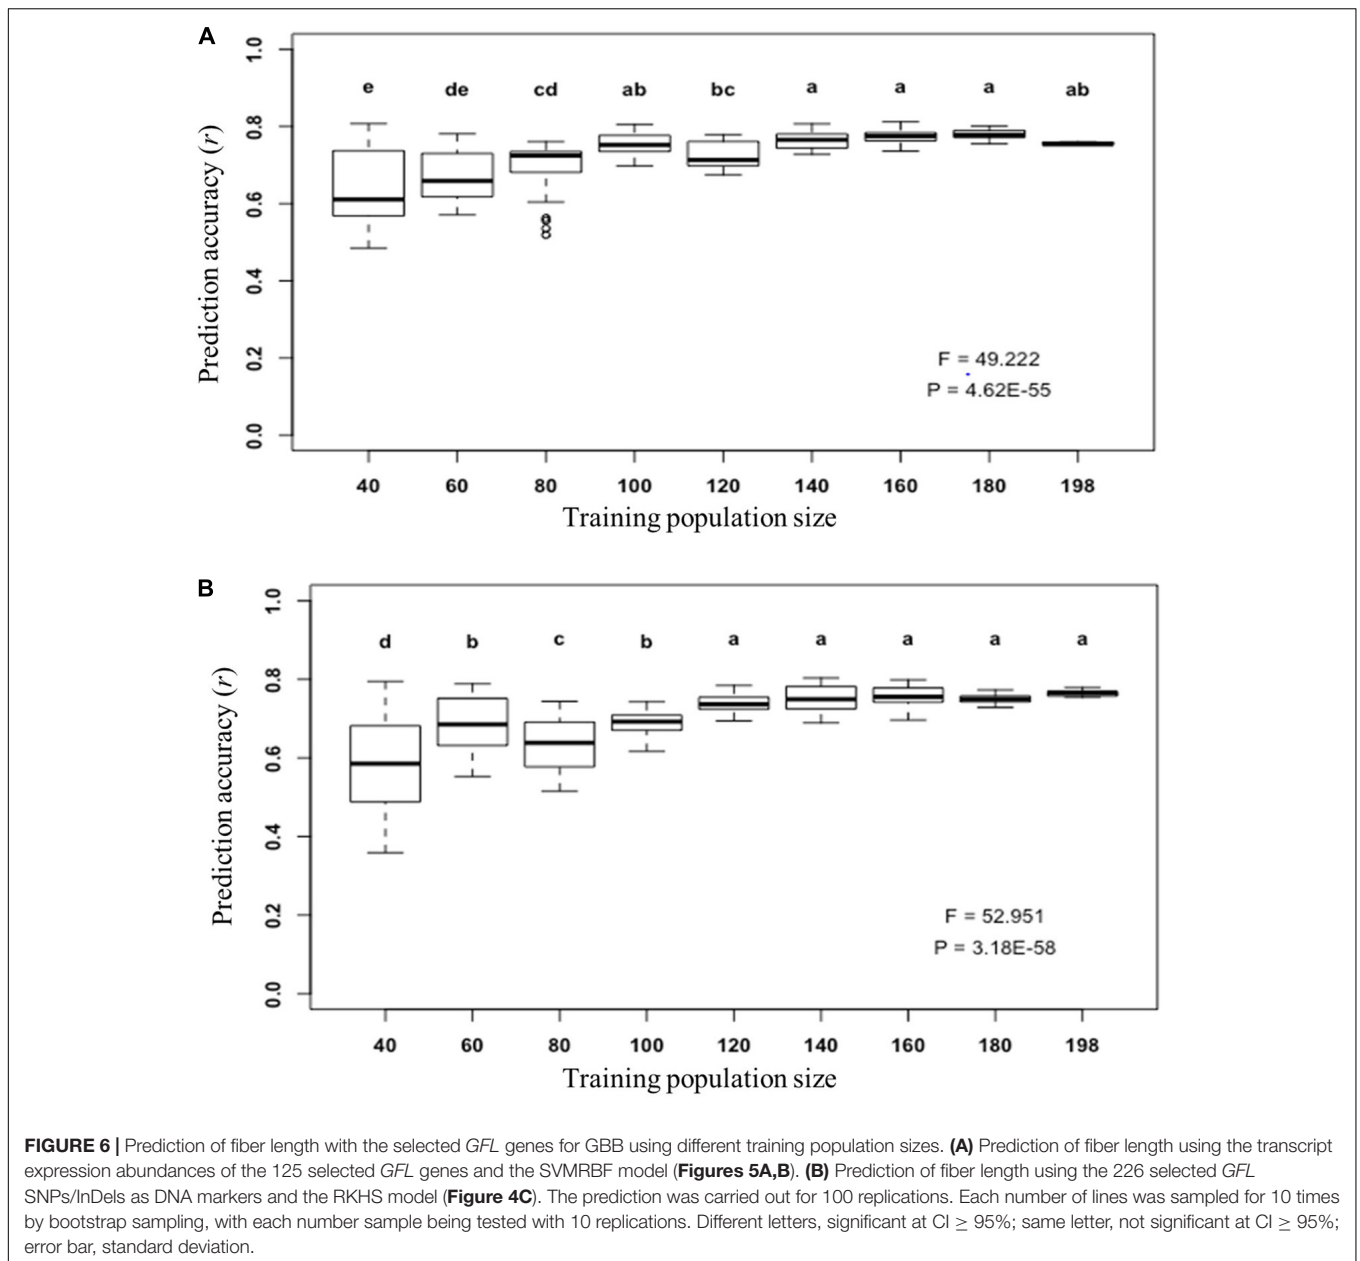 A
1.0
e de cd ab bc a a a ab
0.8
0.6
0.4
0.2
0.0
Prediction accuracy (r)
F = 49.222
P = 4.62E-55
40 60 80 100 120 140 160 180 198
Training population size
B
1.0
d b c b a a a a a
0.8
0.6
0.4
0.2
0.0
Prediction accuracy (r)
F = 52.951
P = 3.18E-58
40 60 80 100 120 140 160 180 198
Training population size
FIGURE 6 | Prediction of fiber length with the selected GFL genes for GBB using different training population sizes. (A) Prediction of fiber length using the transcript
expression abundances of the 125 selected GFL genes and the SVMRBF model (Figures 5A,B). (B) Prediction of fiber length using the 226 selected GFL
SNPs/InDels as DNA markers and the RKHS model (Figure 4C). The prediction was carried out for 100 replications. Each number of lines was sampled for 10 times
by bootstrap sampling, with each number sample being tested with 10 replications. Different letters, significant at CI ≥ 95%; same letter, not significant at CI ≥ 95%;
error bar, standard deviation.